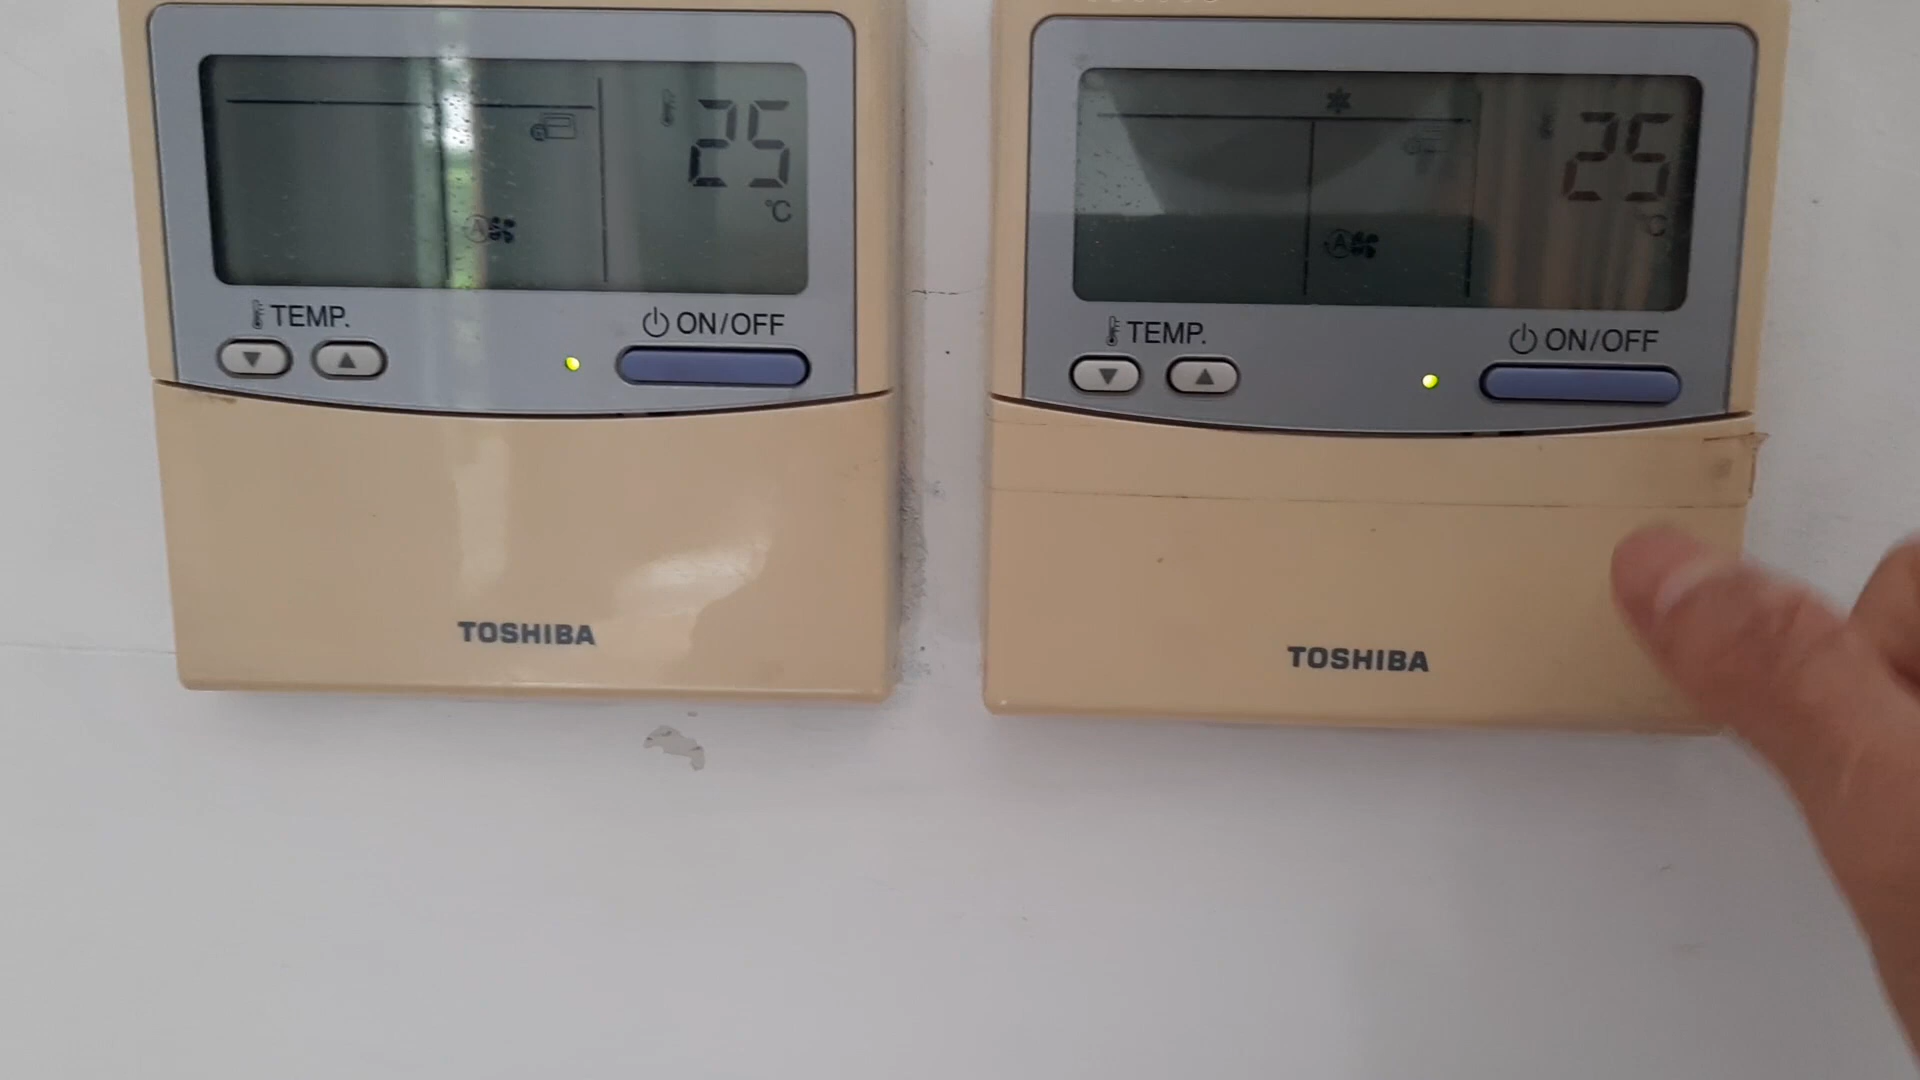 25
°C
A
TEMP.
ON/OFF
TOSHIBA
25
°C
A
TEMP.
ON/OFF
TOSHIBA